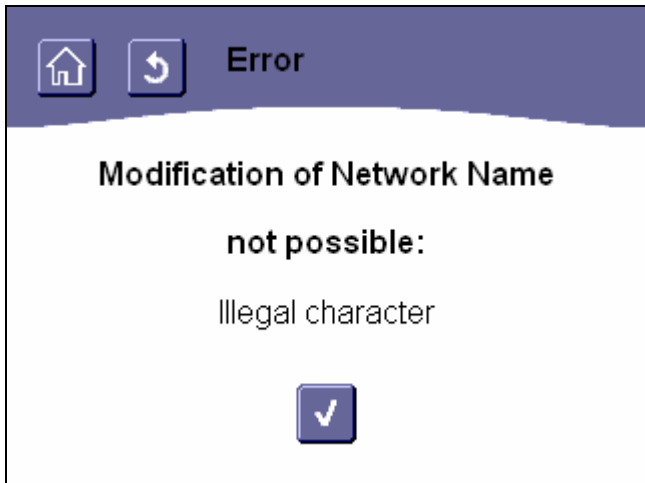 Error
Modification of Network Name
not possible:
Illegal character